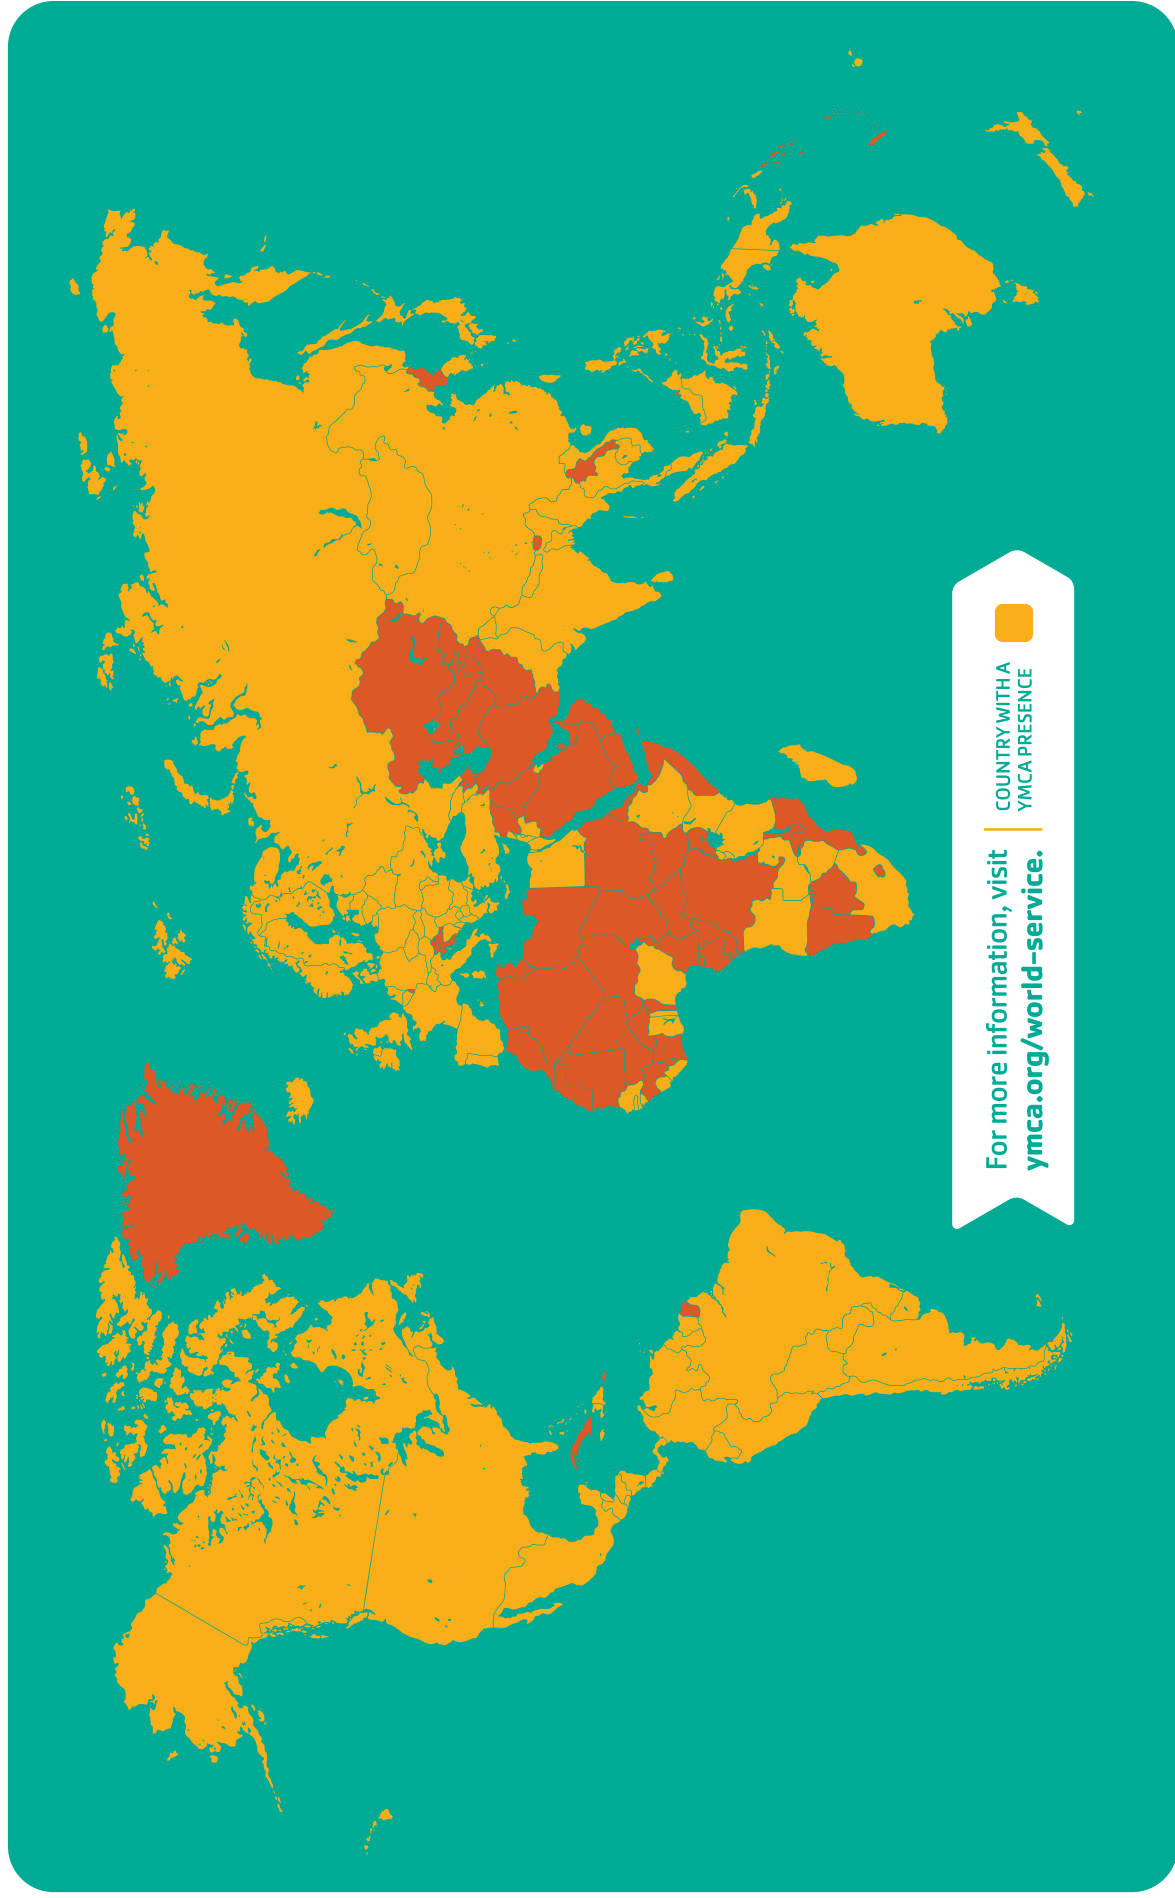 For more information, visit
ymca.org/world-service.
COUNTRY WITH A
YMCA PRESENCE